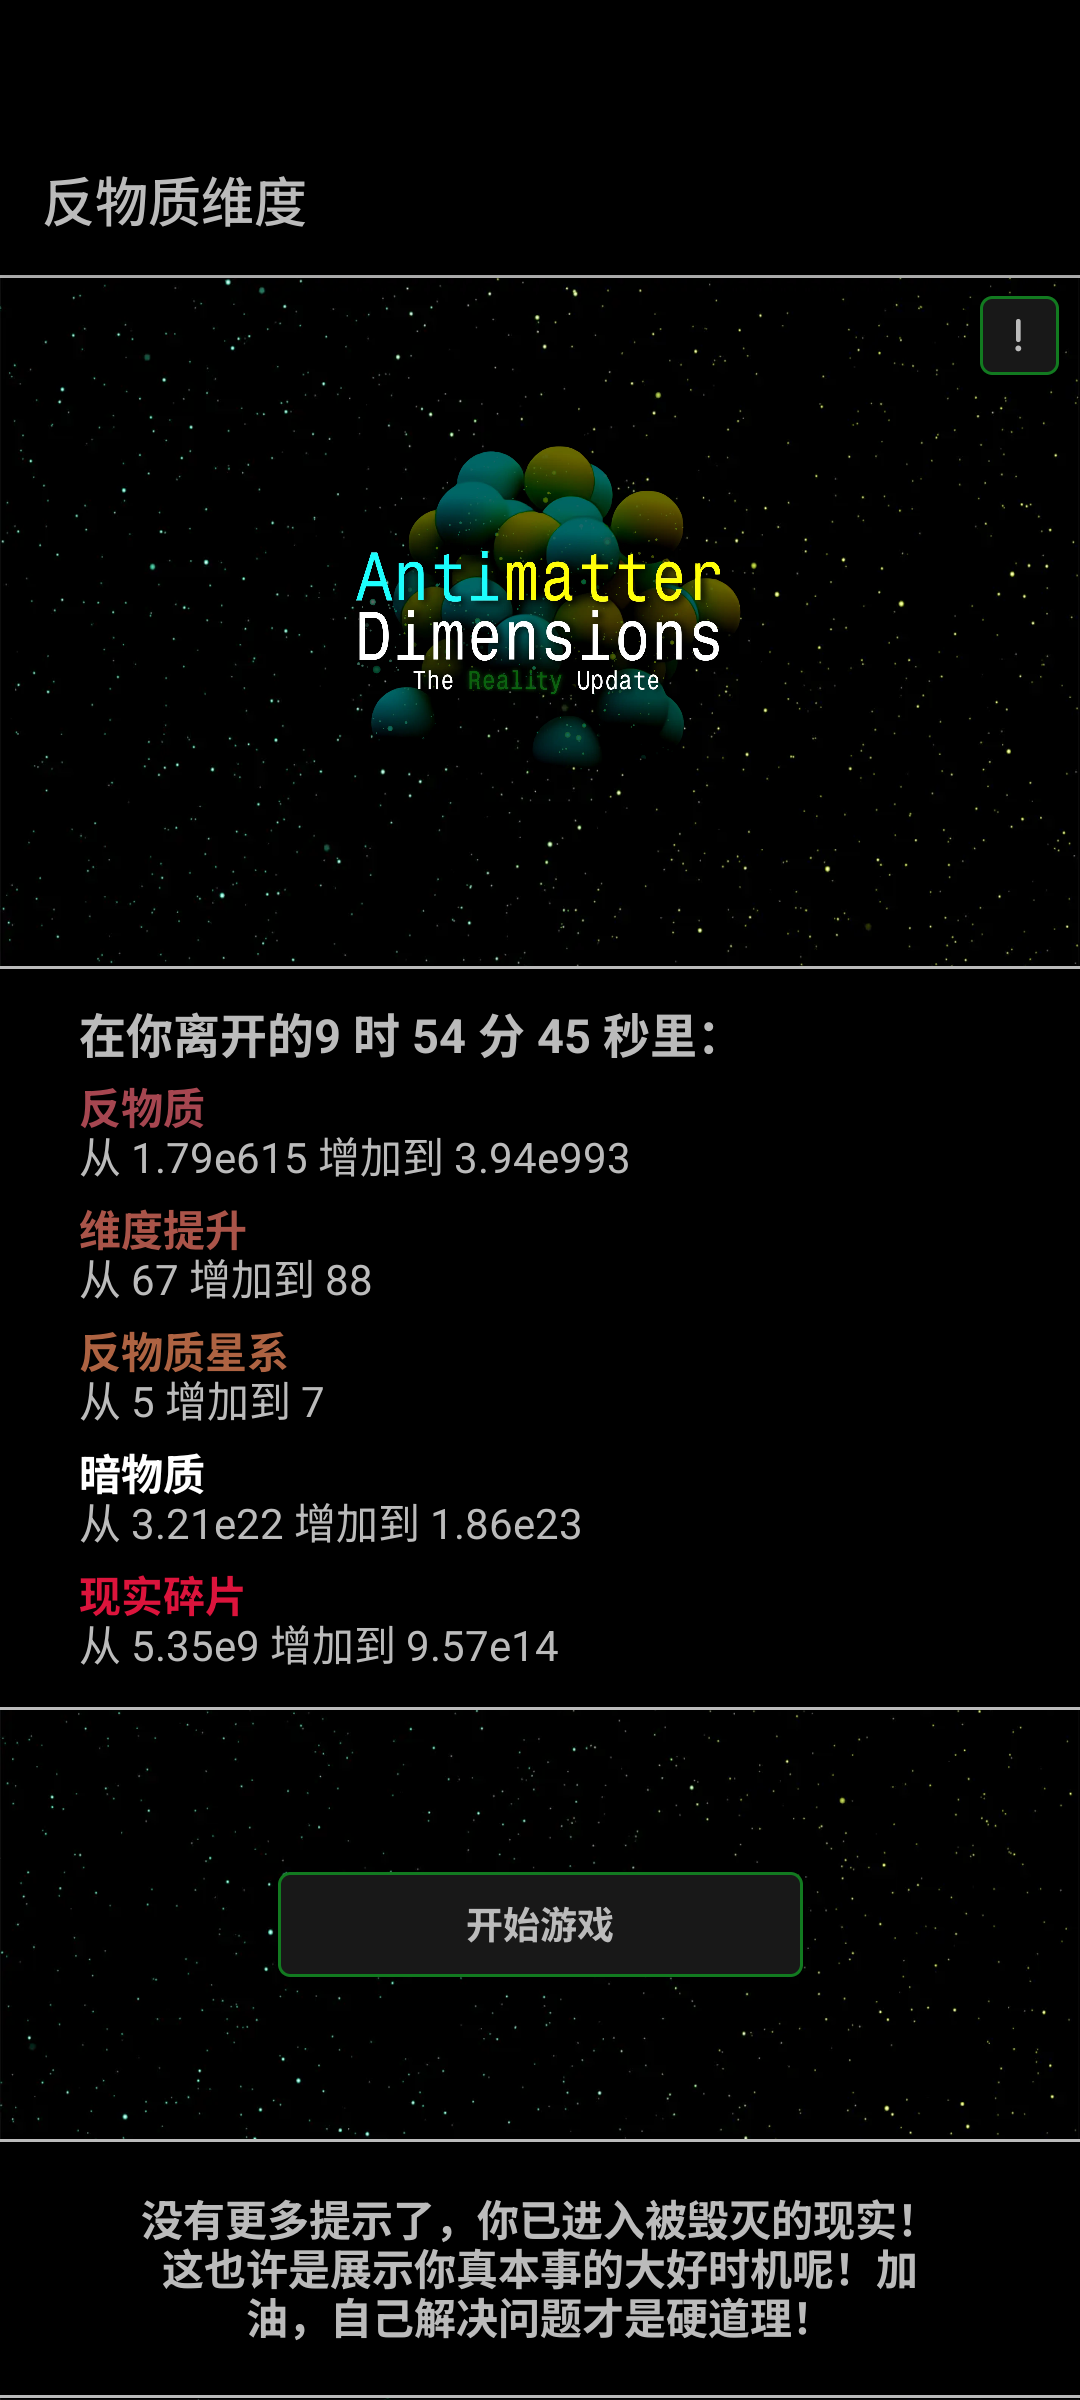 反物质维度
!
Antimatter
Dimensions
The Reality Update
在你离开的9 时 54 分 45 秒里：
反物质
从 1.79e615 增加到 3.94e993
维度提升
从 67 增加到 88
反物质星系
从 5 增加到 7
暗物质
从 3.21e22 增加到 1.86e23
现实碎片
从 5.35e9 增加到 9.57e14
开始游戏
没有更多提示了，你已进入被毁灭的现实！
这也许是展示你真本事的大好时机呢！加
油，自己解决问题才是硬道理！